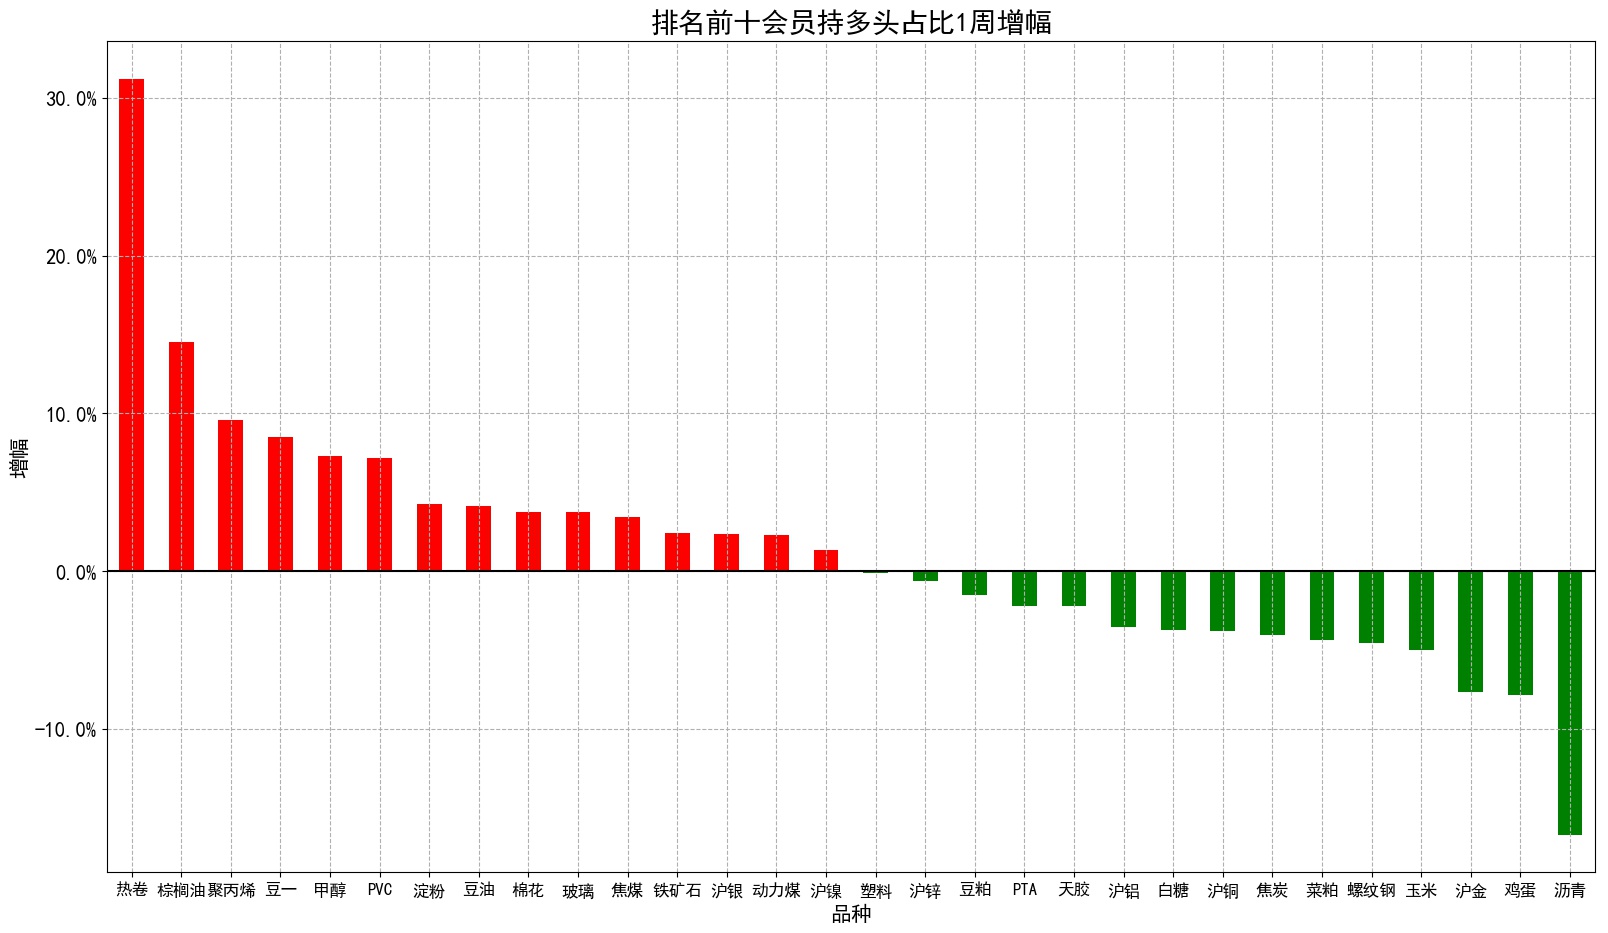 排名前十会员持多头占比1周增幅
30.0%
20.0%
10.0%
0.0%
-10.0%
增幅
热卷 棕榈油 聚丙烯 豆一 甲醇 PVC 淀粉 豆油 棉花 玻璃 焦煤 铁矿石 沪银 动力煤 沪镍 塑料 沪锌 豆粕 PTA 天胶 沪铝 白糖 沪铜 焦炭 菜粕 螺纹钢 玉米 沪金 鸡蛋 沥青
品种